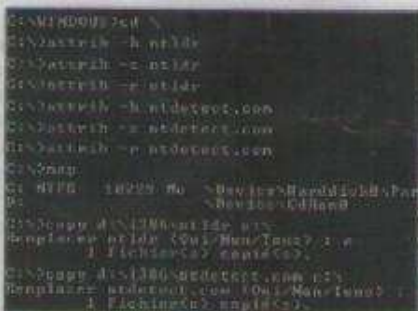 C:\WINDOWS>cd \
C:\>attrib -h ntldr
C:\>attrib -s ntldr
C:\>attrib -r ntldr
C:\>attrib -h ntdetect.com
C:\>attrib -s ntdetect.com
C:\>attrib -r ntdetect.com
C:\>map
C: NTFS 10229 Mo \Device\Harddisk0\Par
D: \Device\CdRom0
C:\>copy d:\i386\ntldr c:\
Remplacer ntldr (Oui/Non/Tous) : o
1 fichier(s) copié(s).
C:\>copy d:\i386\ntdetect.com c:\
Remplacer ntdetect.com (Oui/Non/Tous) :
1 fichier(s) copié(s).